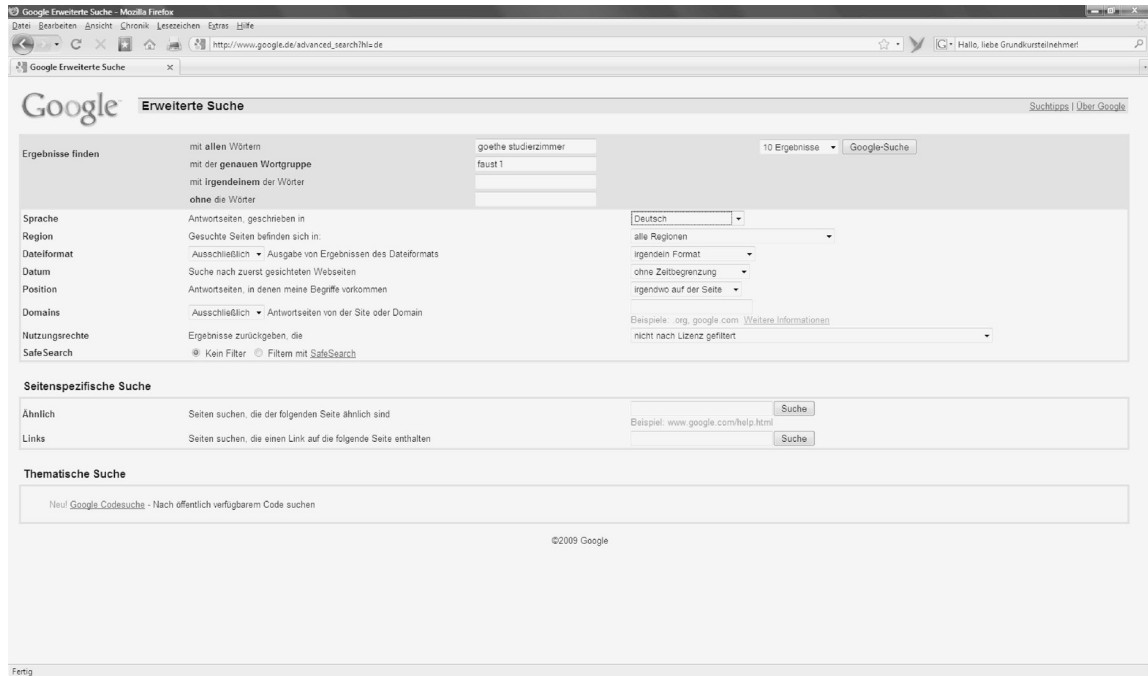 Google Erweiterte Suche - Mozilla Firefox
Datei Bearbeiten Ansicht Chronik Lesezeichen Extras Hilfe
http://www.google.de/advanced_search?hl=de Hallo, liebe Grundkursteilnehmer!
Google Erweiterte Suche
Google Erweiterte Suche Suchtipps | Über Google
Ergebnisse finden mit allen Wörtern goethe studierzimmer 10 Ergebnisse Google-Suche
mit der genauen Wortgruppe faust 1
mit irgendeinem der Wörter
ohne die Wörter
Sprache Antwortseiten, geschrieben in Deutsch
Region Gesuchte Seiten befinden sich in: alle Regionen
Dateiformat Ausschließlich Ausgabe von Ergebnissen des Dateiformats irgendein Format
Datum Suche nach zuerst gesichteten Webseiten ohne Zeitbegrenzung
Position Antwortseiten, in denen meine Begriffe vorkommen irgendwo auf der Seite
Domains Ausschließlich Antwortseiten von der Site oder Domain
Beispiele: .org, google.com Weitere Informationen
Nutzungsrechte Ergebnisse zurückgeben, die nicht nach Lizenz gefiltert
SafeSearch Kein Filter Filtern mit SafeSearch
Seitenspezifische Suche
Ähnlich Seiten suchen, die der folgenden Seite ähnlich sind Suche
Beispiel: www.google.com/help.html
Links Seiten suchen, die einen Link auf die folgende Seite enthalten Suche
Thematische Suche
Neu! Google Codesuche - Nach öffentlich verfügbarem Code suchen
©2009 Google
Fertig